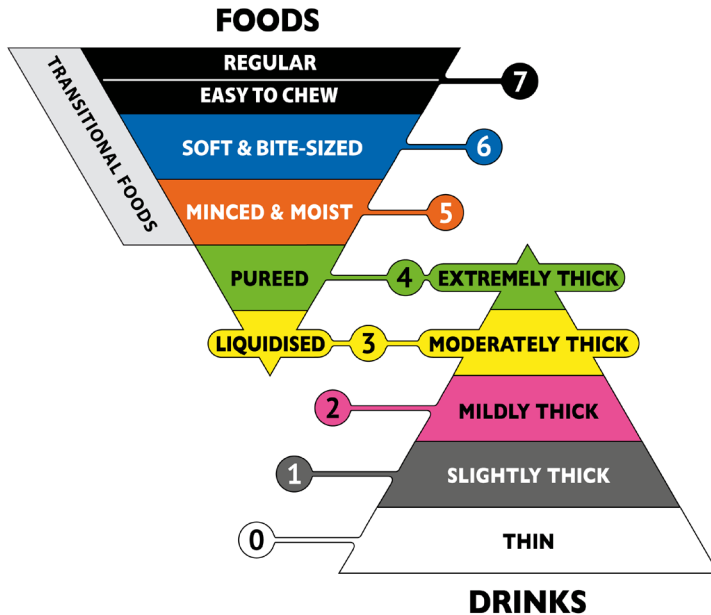 FOODS
TRANSITIONAL FOODS
REGULAR
EASY TO CHEW
7
SOFT & BITE-SIZED
6
MINCED & MOIST
5
PUREED
4
EXTREMELY THICK
LIQUIDISED
3
MODERATELY THICK
2
MILDLY THICK
1
SLIGHTLY THICK
0
THIN
DRINKS